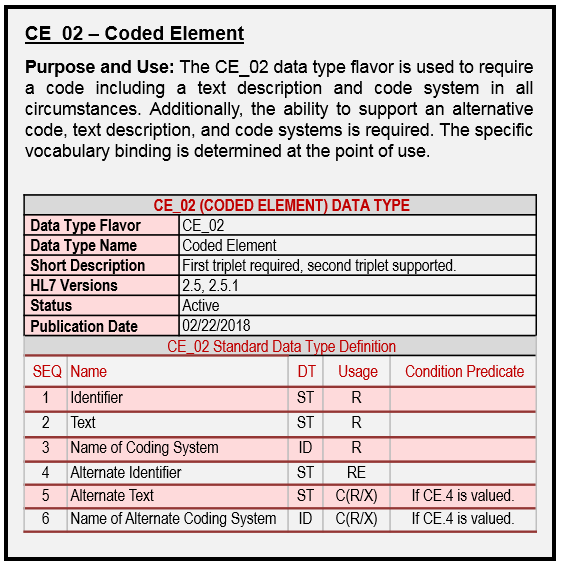 CE_02 – Coded Element
Purpose and Use: The CE_02 data type flavor is used to require
a code including a text description and code system in all
circumstances. Additionally, the ability to support an alternative
code, text description, and code systems is required. The specific
vocabulary binding is determined at the point of use.
CE_02 (CODED ELEMENT) DATA TYPE
Data Type Flavor CE_02
Data Type Name Coded Element
Short Description First triplet required, second triplet supported.
HL7 Versions 2.5, 2.5.1
Status Active
Publication Date 02/22/2018
CE_02 Standard Data Type Definition
SEQ Name DT Usage Condition Predicate
1 Identifier ST R
2 Text ST R
3 Name of Coding System ID R
4 Alternate Identifier ST RE
5 Alternate Text ST C(R/X) If CE.4 is valued.
6 Name of Alternate Coding System ID C(R/X) If CE.4 is valued.